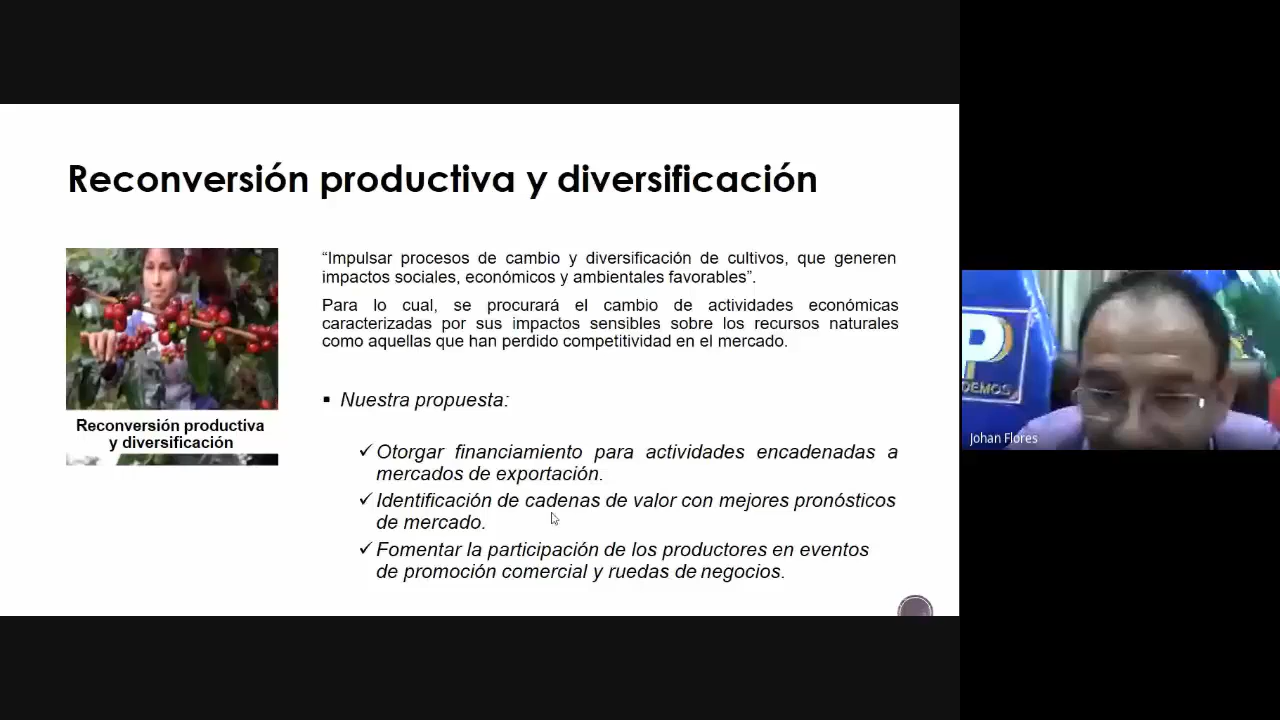 Reconversión productiva y diversificación
“Impulsar procesos de cambio y diversificación de cultivos, que generen
impactos sociales, económicos y ambientales favorables”.
Para lo cual, se procurará el cambio de actividades económicas
caracterizadas por sus impactos sensibles sobre los recursos naturales
como aquellas que han perdido competitividad en el mercado.
Reconversión productiva
y diversificación
▪ Nuestra propuesta:
✓ Otorgar financiamiento para actividades encadenadas a
mercados de exportación.
✓ Identificación de cadenas de valor con mejores pronósticos
de mercado.
✓ Fomentar la participación de los productores en eventos
de promoción comercial y ruedas de negocios.
P
DEMOS
Johan Flores